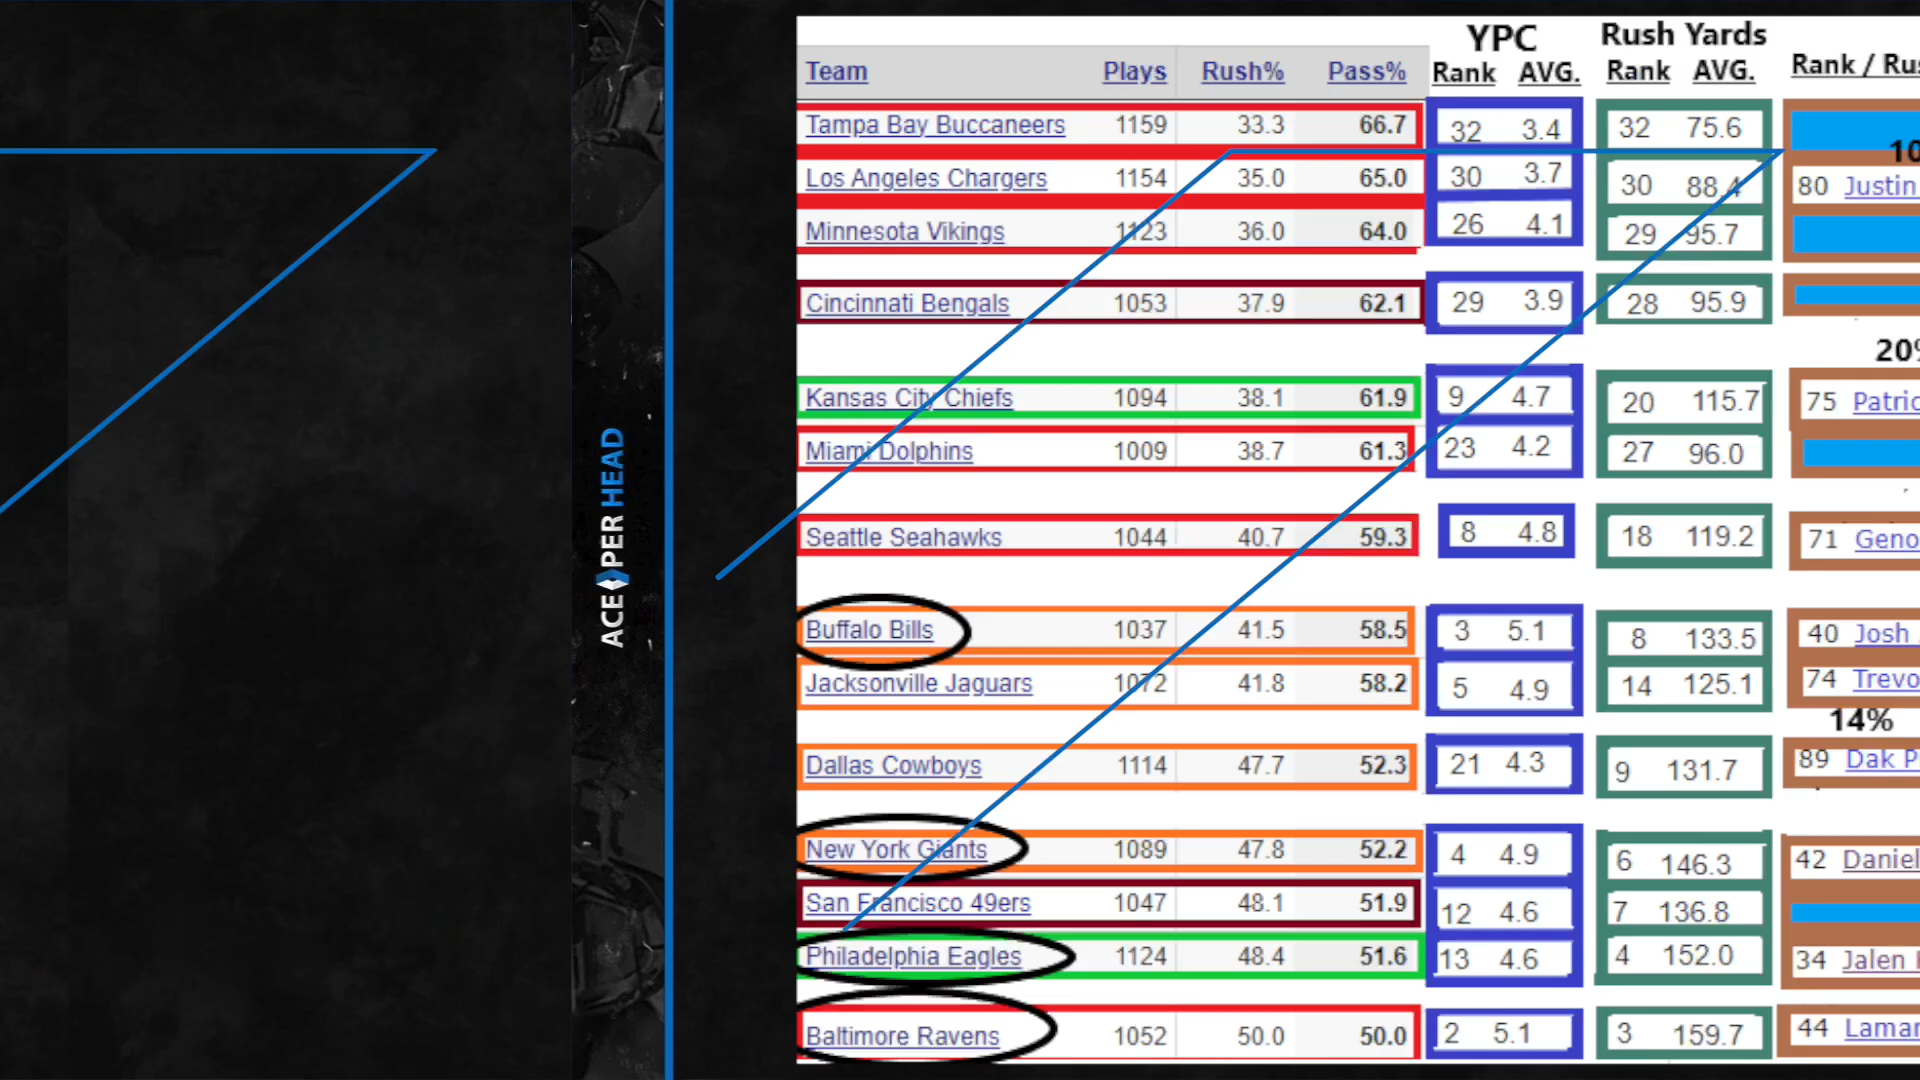 YPC Rush Yards
Team Plays Rush% Pass% Rank AVG. Rank AVG. Rank / Rus
Tampa Bay Buccaneers 1159 33.3 66.7 32 3.4 32 75.6
10
Los Angeles Chargers 1154 35.0 65.0 30 3.7 30 88.4 80 Justin
Minnesota Vikings 1123 36.0 64.0 26 4.1 29 95.7
Cincinnati Bengals 1053 37.9 62.1 29 3.9 28 95.9
20%
Kansas City Chiefs 1094 38.1 61.9 9 4.7 20 115.7 75 Patric
Miami Dolphins 1009 38.7 61.3 23 4.2 27 96.0
Seattle Seahawks 1044 40.7 59.3 8 4.8 18 119.2 71 Geno
Buffalo Bills 1037 41.5 58.5 3 5.1 8 133.5 40 Josh
Jacksonville Jaguars 1072 41.8 58.2 5 4.9 14 125.1 74 Trevo
14%
Dallas Cowboys 1114 47.7 52.3 21 4.3 9 131.7 89 Dak P
New York Giants 1089 47.8 52.2 4 4.9 6 146.3 42 Daniel
San Francisco 49ers 1047 48.1 51.9 12 4.6 7 136.8
Philadelphia Eagles 1124 48.4 51.6 13 4.6 4 152.0 34 Jalen
Baltimore Ravens 1052 50.0 50.0 2 5.1 3 159.7 44 Lamar
ACE PER HEAD